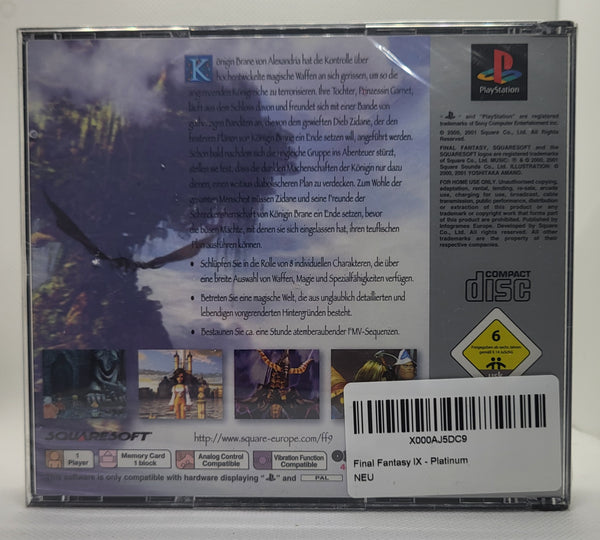 Königin Brane von Alexandria hat die Kontrolle über
hochentwickelte magische Waffen an sich gerissen, um so die
angrenzenden Königreiche zu terrorisieren. Ihre Tochter, Prinzessin Garnet,
läuft aus dem Schloss davon und freundet sich mit einer Bande von
Banditen an, die von dem gewieften Dieb Zidane, der den
finsteren Plänen von Königin Brane ein Ende setzen will, angeführt werden.
Schon bald nachdem sich die Gruppe ins Abenteuer stürzt,
stellen sie fest, dass die dunklen Machenschaften der Königin nur dazu
dienen, einen weitaus diabolischeren Plan zu verdecken. Zum Wohle der
gesamten Menschheit müssen Zidane und seine Freunde der
Schreckensherrschaft von Königin Brane ein Ende setzen, bevor
die bösen Mächte, mit denen sie sich eingelassen hat, ihren teuflischen
Plan ausführen können.
• Schlüpfen Sie in die Rolle von 8 individuellen Charakteren, die über
eine breite Auswahl von Waffen, Magie und Spezialfähigkeiten verfügen.
• Betreten Sie eine magische Welt, die aus unglaublich detaillierten und
lebendigen vorgerenderten Hintergründen besteht.
• Bestaunen Sie ca. eine Stunde atemberaubender FMV-Sequenzen.
PlayStation
" " and "PlayStation" are registered
trademarks of Sony Computer Entertainment Inc.
© 2000, 2001 Square Co., Ltd. All Rights
Reserved.
FINAL FANTASY, SQUARESOFT and the
SQUARESOFT logos are registered trademarks
of Square Co., Ltd. MUSIC: ℗ & © 2000, 2001
Square Sounds Co., Ltd. ILLUSTRATION: ©
2000, 2001 YOSHITAKA AMANO.
FOR HOME USE ONLY. Unauthorised copying,
adaptation, rental, lending, re-sale, arcade
use, charging for use, broadcast, cable
transmission, public performance, distribution
or extraction of this product or any
trademark or copyright work that forms part
of this product are prohibited. Published by
Infogrames Europe. Developed by Square
Co., Ltd. All rights reserved. All other
trademarks are the property of their
respective companies.
COMPACT
disc
6
Freigegeben ab sechs Jahren
gemäß § 14 JuSchG
SQUARESOFT
http://www.square-europe.com/ff9
1
Player
Memory Card
1 block
Analog Control
Compatible
Vibration Function
Compatible
4
This software is only compatible with hardware displaying " " and
PAL
X000AJ5DC9
Final Fantasy IX - Platinum
NEU